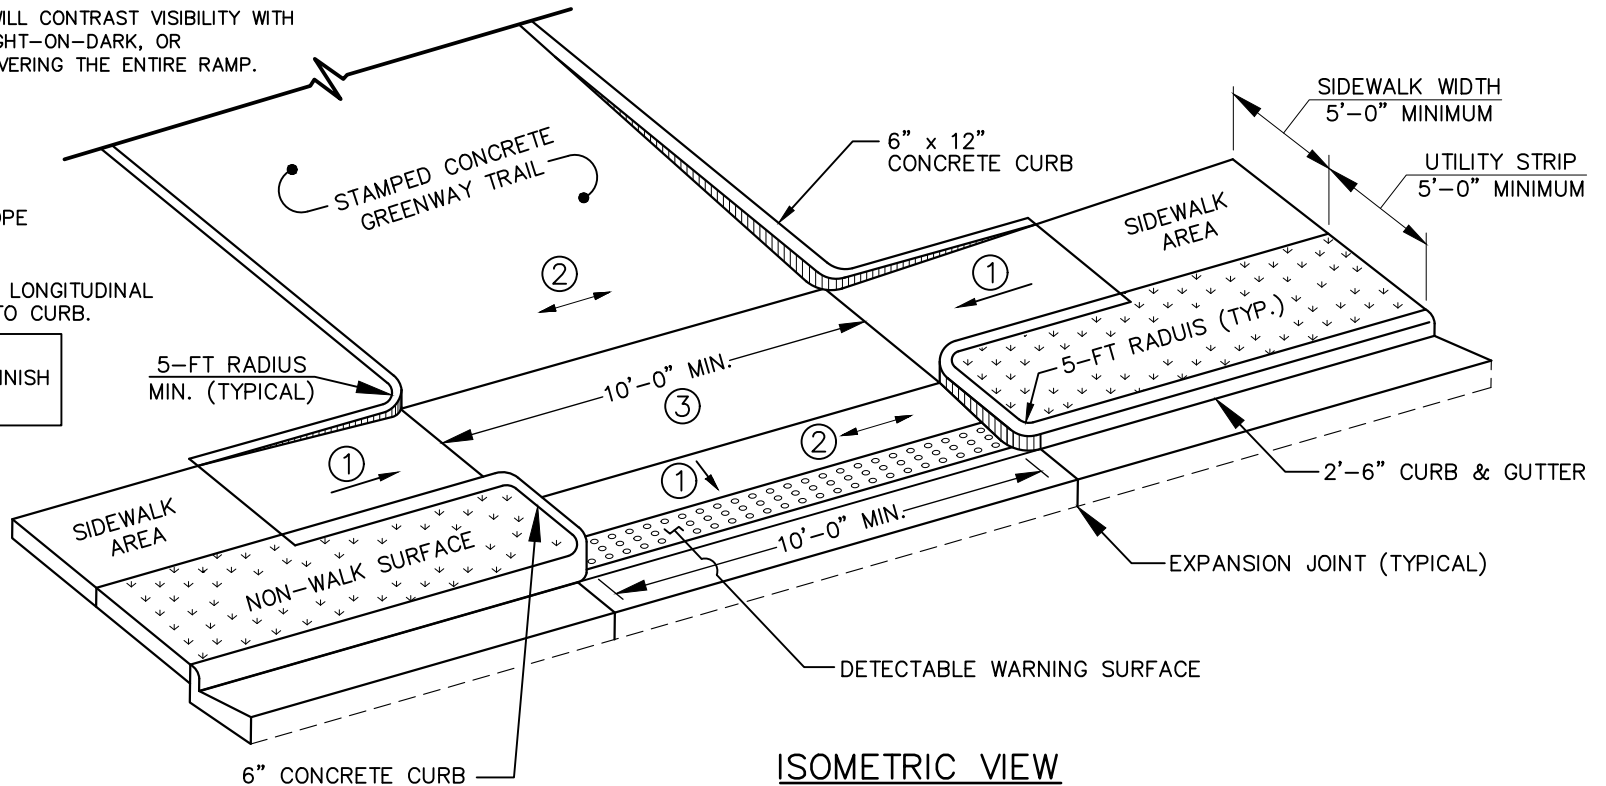 WILL CONTRAST VISIBILITY WITH
GHT-ON-DARK, OR
VERING THE ENTIRE RAMP.
OPE
LONGITUDINAL
TO CURB.
INISH
SIDEWALK WIDTH
5'-0" MINIMUM
UTILITY STRIP
5'-0" MINIMUM
6" x 12"
CONCRETE CURB
STAMPED CONCRETE
GREENWAY TRAIL
SIDEWALK
AREA
2
1
5-FT RADIUS
MIN. (TYPICAL)
10'-0" MIN.
3
5-FT RADUIS (TYP.)
2
1
1
2'-6" CURB & GUTTER
SIDEWALK
AREA
NON-WALK SURFACE
10'-0" MIN.
EXPANSION JOINT (TYPICAL)
DETECTABLE WARNING SURFACE
6" CONCRETE CURB
ISOMETRIC VIEW